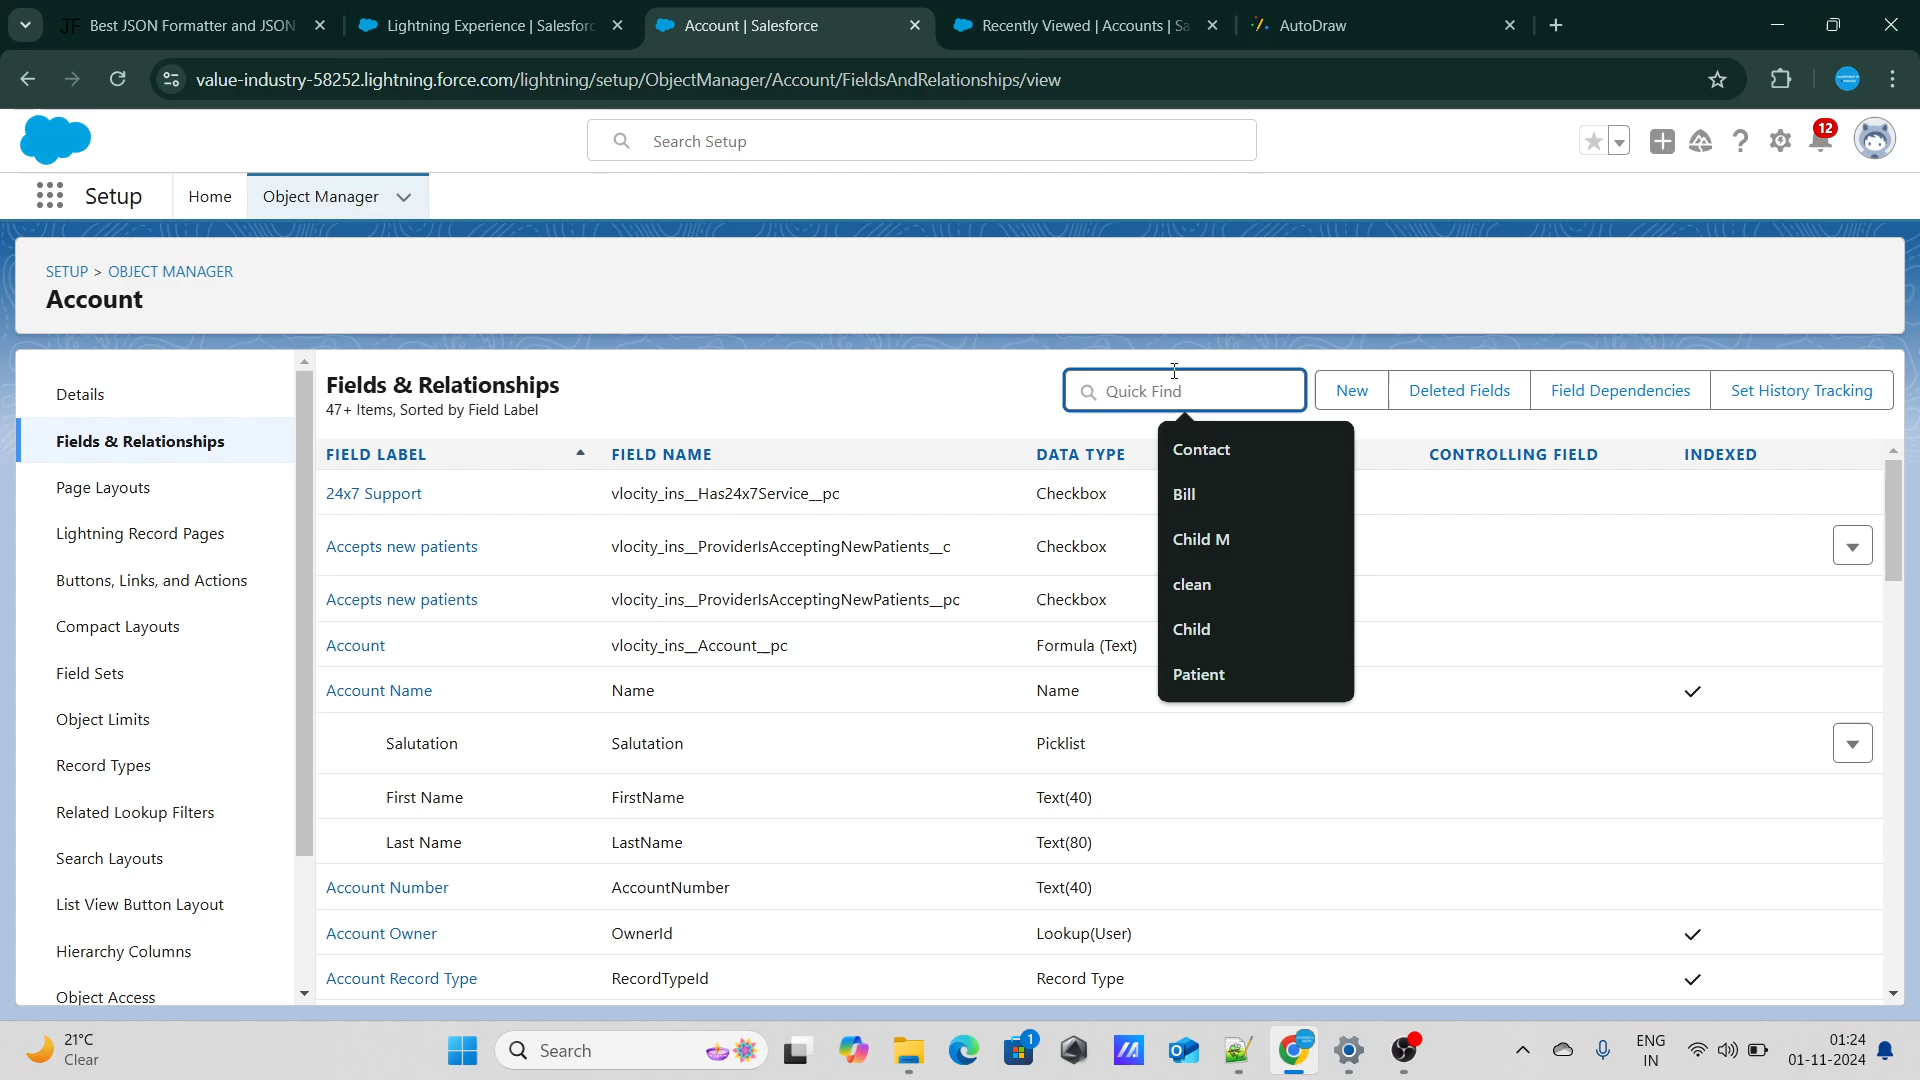 JF Best JSON Formatter and JSON
Lightning Experience | Salesforc
Account | Salesforce
Recently Viewed | Accounts | Sa
AutoDraw
value-industry-58252.lightning.force.com/lightning/setup/ObjectManager/Account/FieldsAndRelationships/view
Search Setup
12
Setup
Home
Object Manager
SETUP > OBJECT MANAGER
Account
Details
Fields & Relationships
Page Layouts
Lightning Record Pages
Buttons, Links, and Actions
Compact Layouts
Field Sets
Object Limits
Record Types
Related Lookup Filters
Search Layouts
List View Button Layout
Hierarchy Columns
Object Access
Fields & Relationships
47+ Items, Sorted by Field Label
Quick Find
New
Deleted Fields
Field Dependencies
Set History Tracking
Contact
Bill
Child M
clean
Child
Patient
FIELD LABEL FIELD NAME DATA TYPE CONTROLLING FIELD INDEXED
24x7 Support vlocity_ins__Has24x7Service__pc Checkbox
Accepts new patients vlocity_ins__ProviderIsAcceptingNewPatients__c Checkbox
Accepts new patients vlocity_ins__ProviderIsAcceptingNewPatients__pc Checkbox
Account vlocity_ins__Account__pc Formula (Text)
Account Name Name Name
Salutation Salutation Picklist
First Name FirstName Text(40)
Last Name LastName Text(80)
Account Number AccountNumber Text(40)
Account Owner OwnerId Lookup(User)
Account Record Type RecordTypeId Record Type
21°C
Clear
Search
1
ENG
IN
01:24
01-11-2024